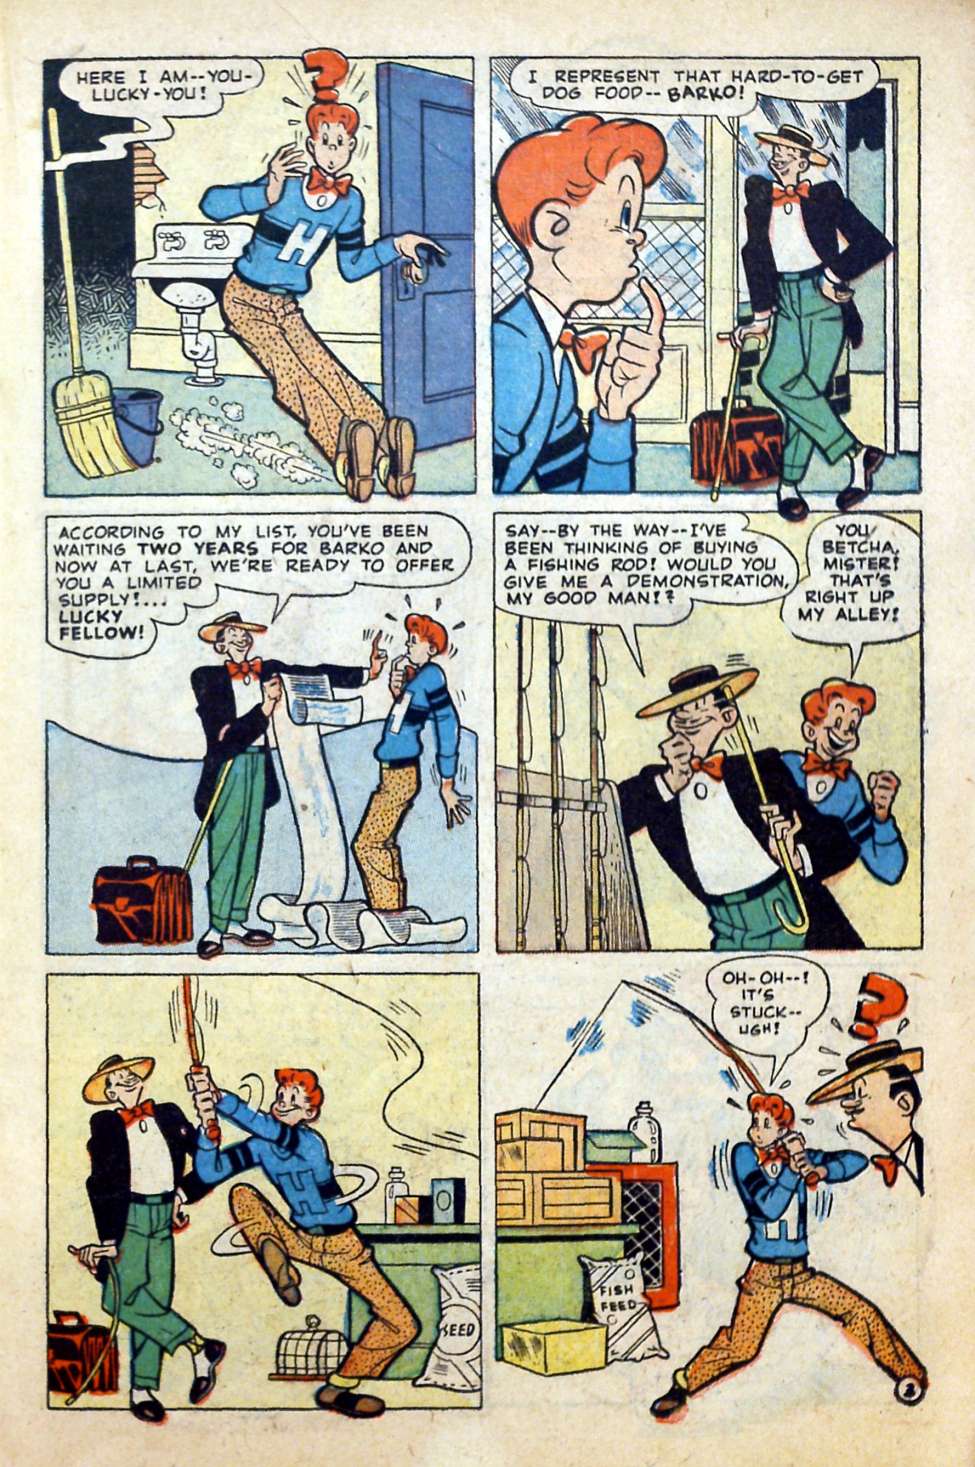 HERE I AM--YOU-
LUCKY-YOU!
?
H
I REPRESENT THAT HARD-TO-GET
DOG FOOD-- BARKO!
ACCORDING TO MY LIST, YOU'VE BEEN
WAITING TWO YEARS FOR BARKO AND
NOW AT LAST, WE'RE READY TO OFFER
YOU A LIMITED
SUPPLY!...
LUCKY
FELLOW!
H
SAY--BY THE WAY--I'VE
BEEN THINKING OF BUYING
A FISHING ROD! WOULD YOU
GIVE ME A DEMONSTRATION,
MY GOOD MAN!?
YOU
BETCHA,
MISTER!
THAT'S
RIGHT UP
MY ALLEY!
H
SEED
OH-OH--!
IT'S
STUCK--
UGH!
?
H
FISH
FEED
2